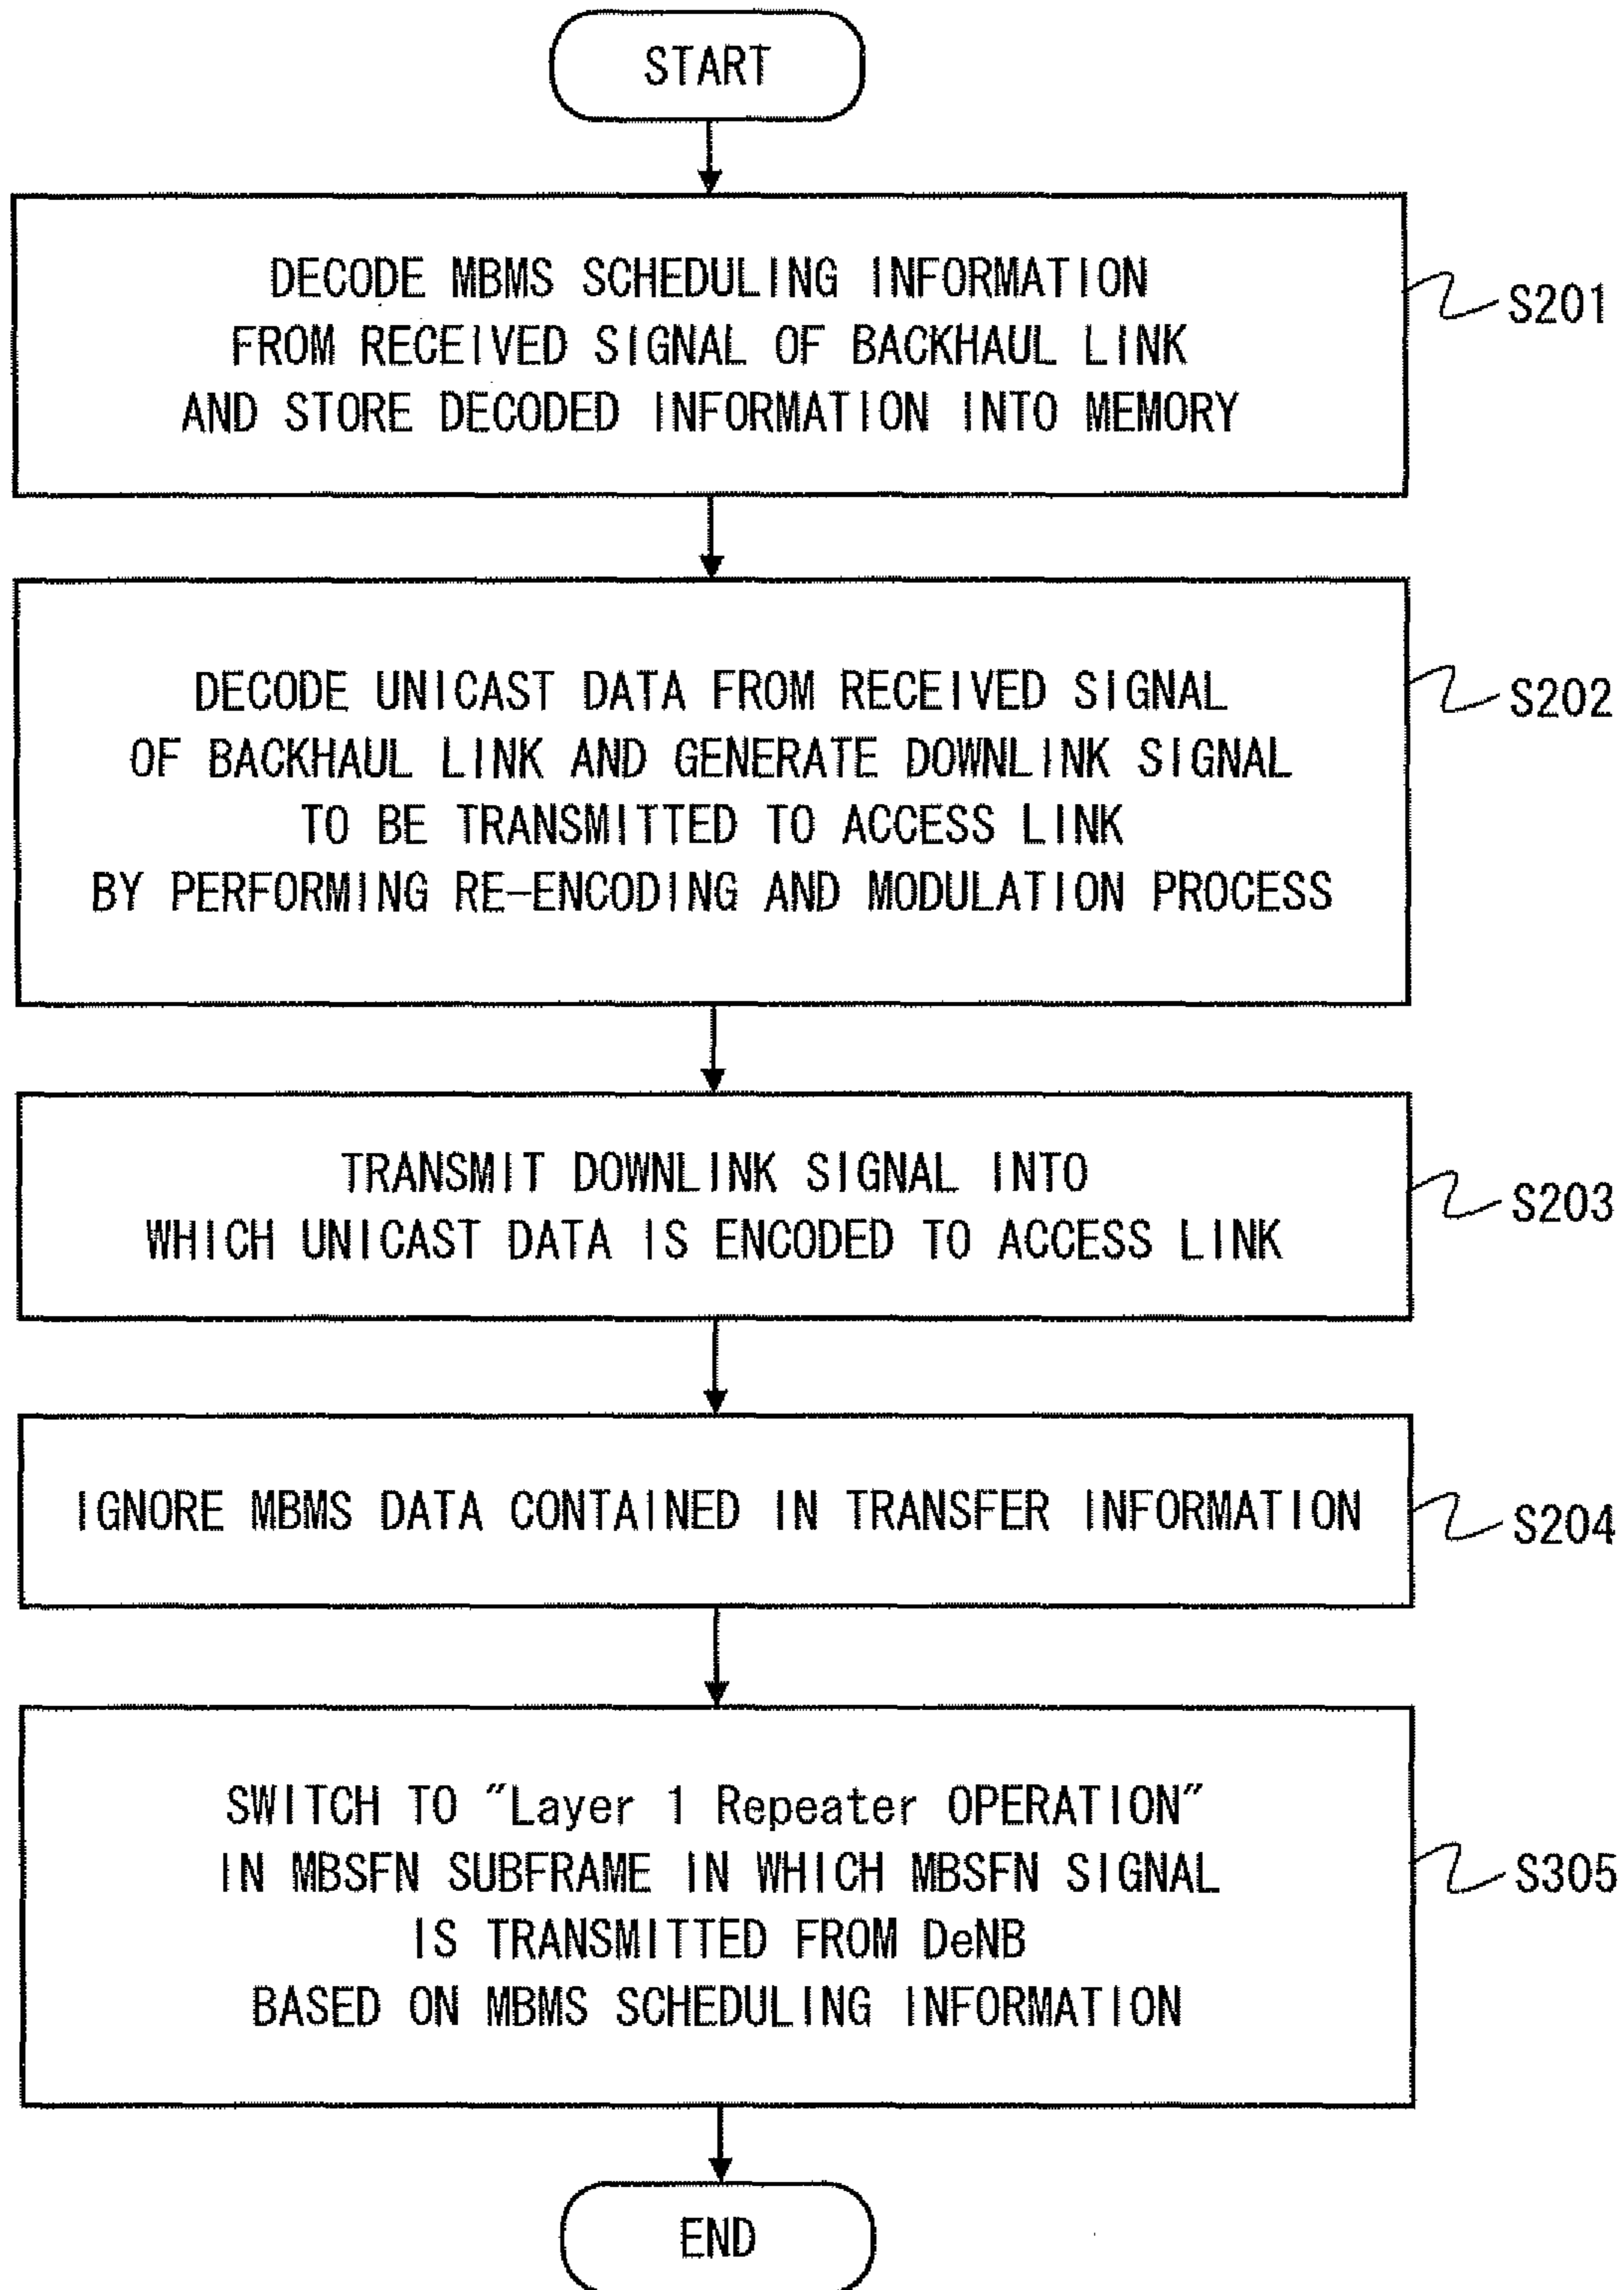 START
DECODE MBMS SCHEDULING INFORMATION
FROM RECEIVED SIGNAL OF BACKHAUL LINK
AND STORE DECODED INFORMATION INTO MEMORY
S201
DECODE UNICAST DATA FROM RECEIVED SIGNAL
OF BACKHAUL LINK AND GENERATE DOWNLINK SIGNAL
TO BE TRANSMITTED TO ACCESS LINK
BY PERFORMING RE-ENCODING AND MODULATION PROCESS
S202
TRANSMIT DOWNLINK SIGNAL INTO
WHICH UNICAST DATA IS ENCODED TO ACCESS LINK
S203
IGNORE MBMS DATA CONTAINED IN TRANSFER INFORMATION
S204
SWITCH TO "Layer 1 Repeater OPERATION"
IN MBSFN SUBFRAME IN WHICH MBSFN SIGNAL
IS TRANSMITTED FROM DeNB
BASED ON MBMS SCHEDULING INFORMATION
S305
END